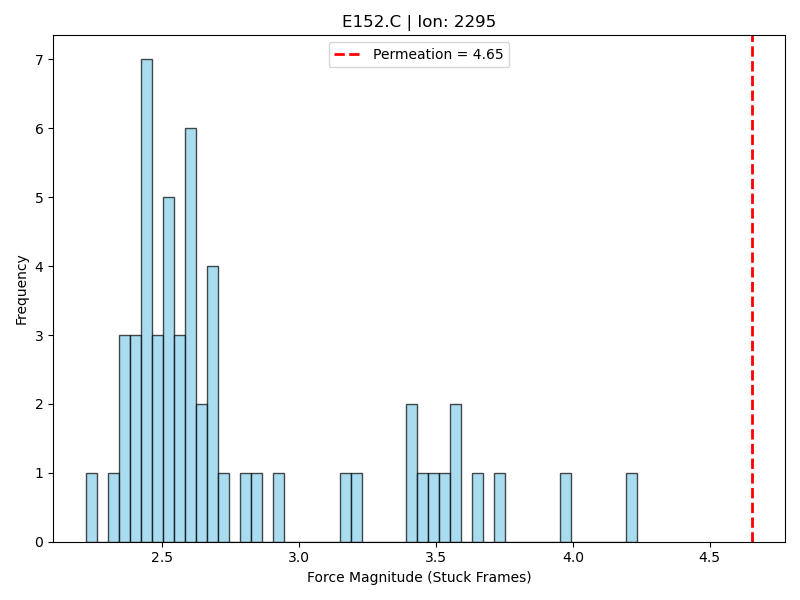 E152.C | Ion: 2295
Permeation = 4.65
7
6
5
4
3
2
1
0
Frequency
2.5 3.0 3.5 4.0 4.5
Force Magnitude (Stuck Frames)